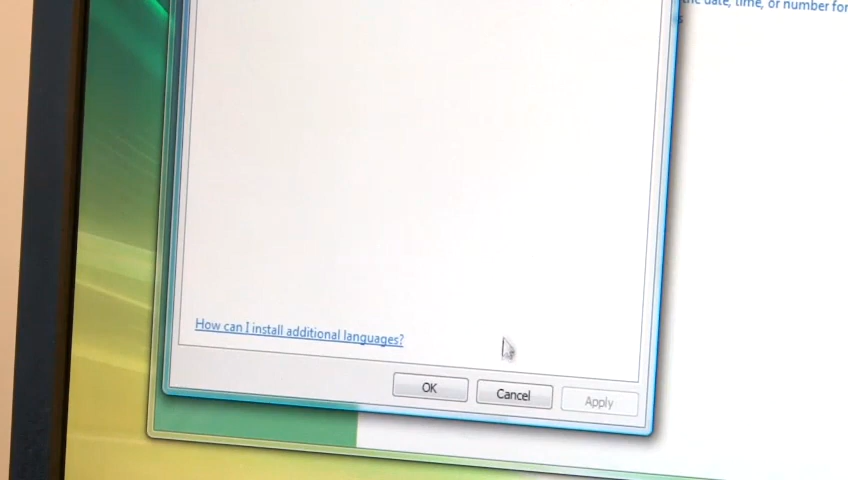 the date, time, or number for
How can I install additional languages?
OK
Cancel
Apply